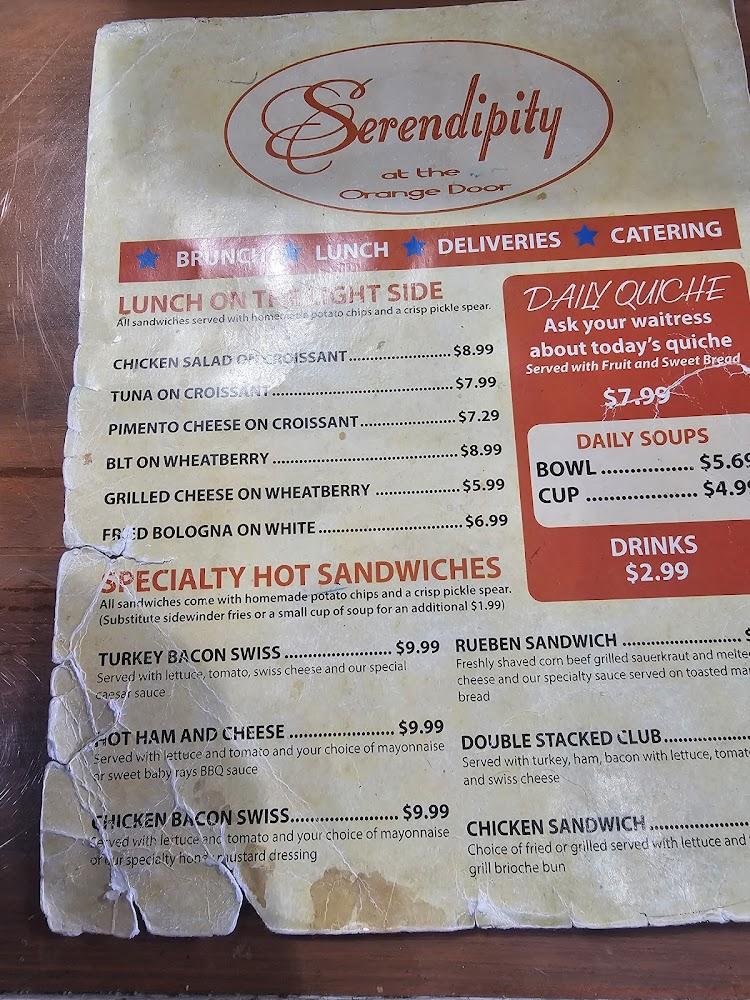 Serendipity
at the
Orange Door
BRUNCH LUNCH DELIVERIES CATERING
LUNCH ON THE LIGHT SIDE
All sandwiches served with homemade potato chips and a crisp pickle spear.
CHICKEN SALAD ON CROISSANT.....................$8.99
TUNA ON CROISSANT.....................................$7.99
PIMENTO CHEESE ON CROISSANT...................$7.29
BLT ON WHEATBERRY .....................................$8.99
GRILLED CHEESE ON WHEATBERRY .................$5.99
FRIED BOLOGNA ON WHITE.............................$6.99
DAILY QUICHE
Ask your waitress
about today's quiche
Served with Fruit and Sweet Bread
$7.99
DAILY SOUPS
BOWL ................ $5.69
CUP ................... $4.99
DRINKS
$2.99
SPECIALTY HOT SANDWICHES
All sandwiches come with homemade potato chips and a crisp pickle spear.
(Substitute sidewinder fries or a small cup of soup for an additional $1.99)
TURKEY BACON SWISS ...................... $9.99
Served with lettuce, tomato, swiss cheese and our special
caesar sauce
HOT HAM AND CHEESE ...................... $9.99
Served with lettuce and tomato and your choice of mayonnaise
or sweet baby rays BBQ sauce
CHICKEN BACON SWISS...................... $9.99
Served with lettuce and tomato and your choice of mayonnaise
or our specialty honey mustard dressing
RUEBEN SANDWICH ........................
Freshly shaved corn beef grilled sauerkraut and
cheese and our specialty sauce served on toasted
bread
DOUBLE STACKED CLUB..................
Served with turkey, ham, bacon with lettuce,
and swiss cheese
CHICKEN SANDWICH ....................
Choice of fried or grilled served with lettuce and
grill brioche bun